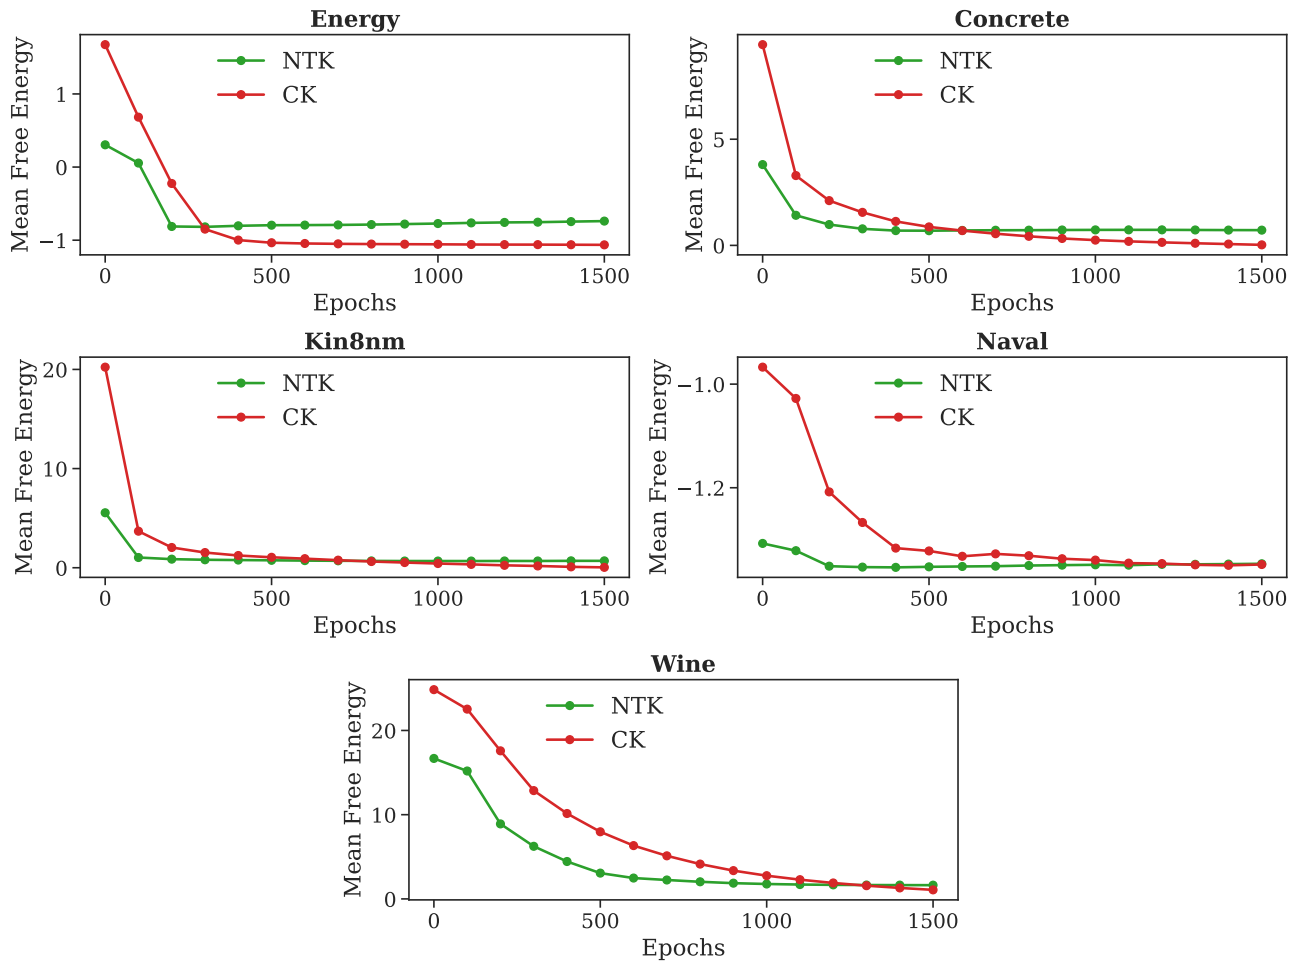 Energy
Mean Free Energy
1
0
−1
NTK
CK
0
500
1000
1500
Epochs
Concrete
Mean Free Energy
5
0
NTK
CK
0
500
1000
1500
Epochs
Kin8nm
Mean Free Energy
20
10
0
NTK
CK
0
500
1000
1500
Epochs
Naval
Mean Free Energy
−1.0
−1.2
NTK
CK
0
500
1000
1500
Epochs
Wine
Mean Free Energy
20
10
0
NTK
CK
0
500
1000
1500
Epochs